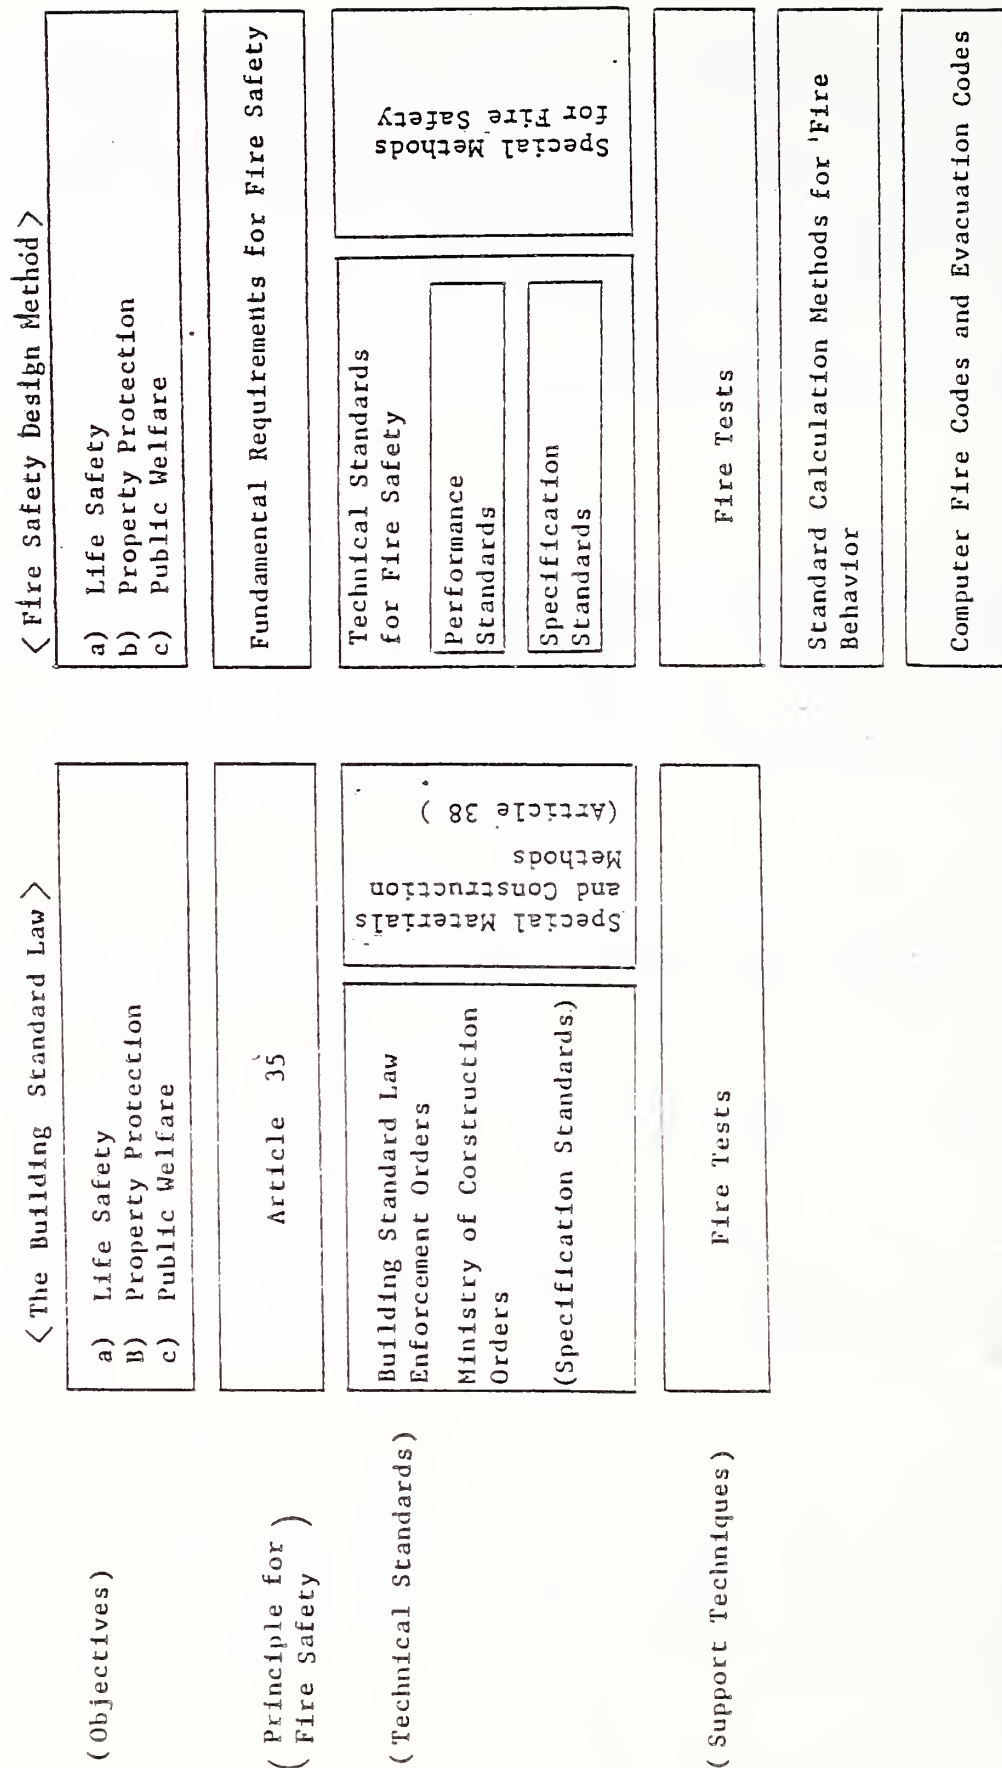 <The Building Standard Law>
<Fire Safety Design Method>
(Objectives)
a) Life Safety
B) Property Protection
c) Public Welfare
a) Life Safety
b) Property Protection
c) Public Welfare
(Principle for
Fire Safety)
Article 35
Fundamental Requirements for Fire Safety
(Technical Standards)
Building Standard Law
Enforcement Orders
Ministry of Corstruction
Orders
(Specification Standards)
Special Materials
and Construction
Methods
(Article 38 )
Technical Standards
for Fire Safety
Performance
Standards
Specification
Standards
Special Methods
for Fire Safety
(Support Techniques)
Fire Tests
Fire Tests
Standard Calculation Methods for 'Fire
Behavior
Computer Fire Codes and Evacuation Codes